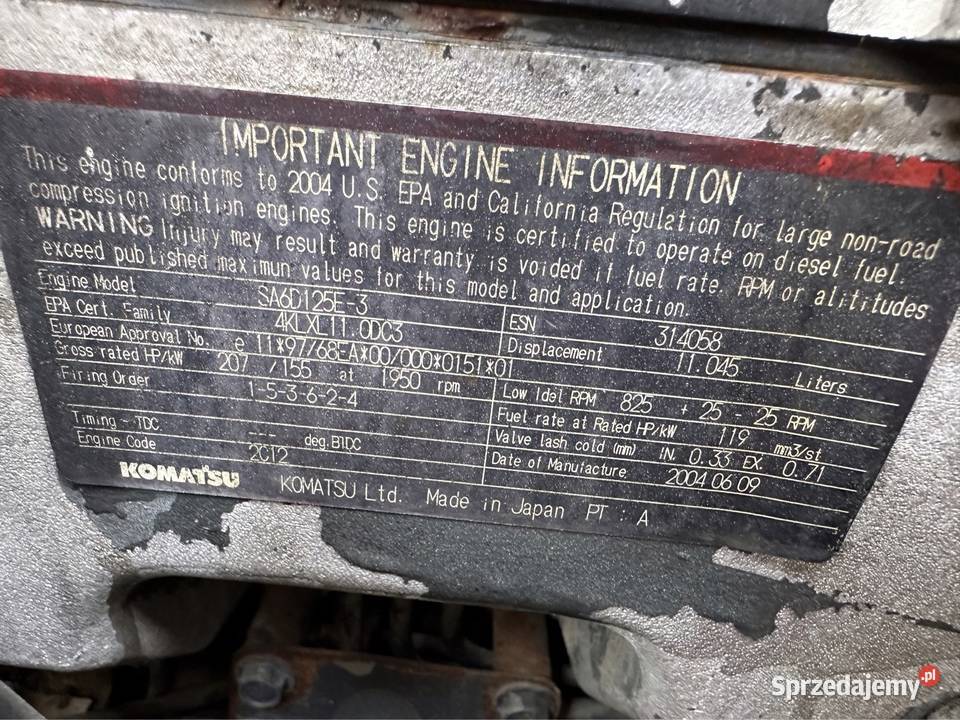 IMPORTANT ENGINE INFORMATION
This engine conforms to 2004 U.S. EPA and California Regulation for large non-road
compression ignition engines. This engine is certified to operate on diesel fuel.
WARNING Injury may result and warranty is voided if fuel rate. RPM or alititudes
exceed published maximun values for this model and application.
Engine Model SA6D125E-3 ESN 314058
EPA Cert. Family 4KLXL11.0DC3 Displacement 11.045 Liters
European Approval No. e 11*97/68EA*00/000*0151*01
Gross rated HP/kW 207 / 155 at 1950 rpm Low Idel RPM 825 + 25 - 25 RPM
Firing Order 1-5-3-6-2-4 Fuel rate at Rated HP/kW 119 mm3/st
Timing - TDC --- deg.BTDC Valve lash cold (mm) IN. 0.33 EX. 0.71
Engine Code 2C12 Date of Manufacture 2004 06 09
KOMATSU KOMATSU Ltd. Made in Japan PT : A
Sprzedajemy.pl